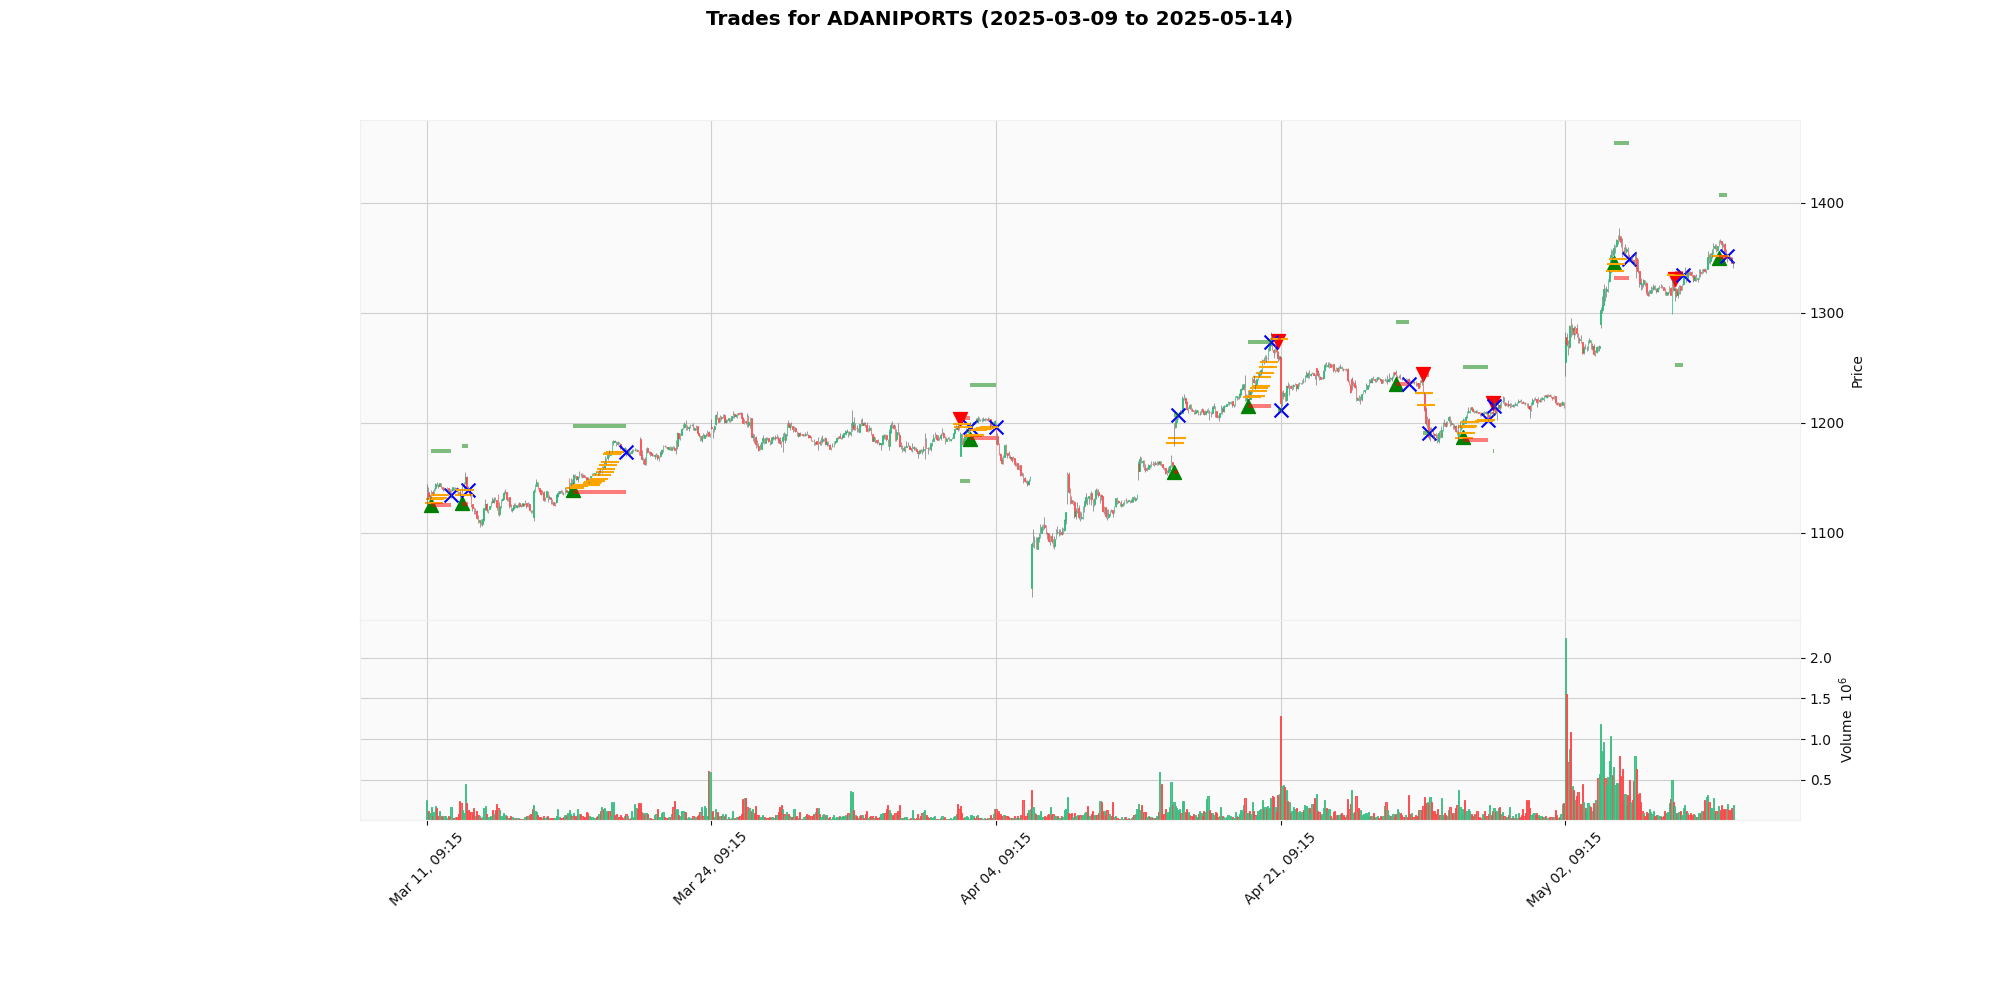 Trades for ADANIPORTS (2025-03-09 to 2025-05-14)
1400
1300
1200
1100
Price
2.0
1.5
1.0
0.5
Volume 10^6
Mar 11, 09:15
Mar 24, 09:15
Apr 04, 09:15
Apr 21, 09:15
May 02, 09:15